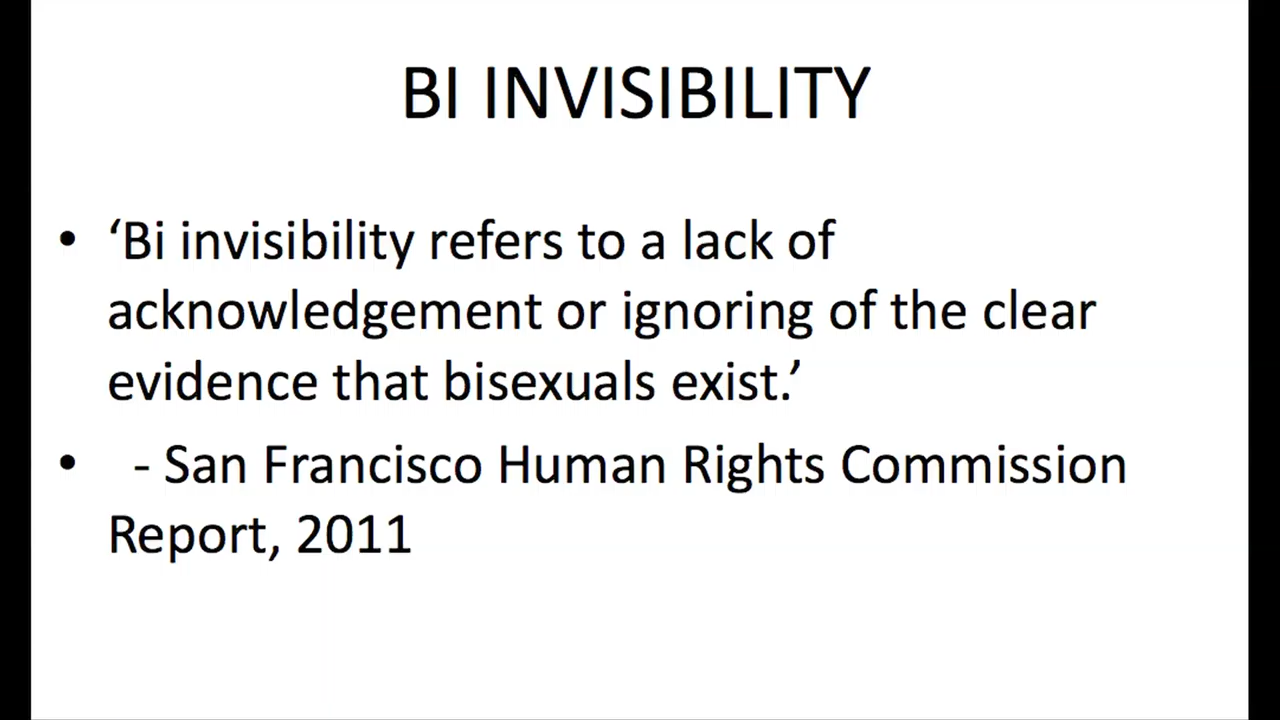 BI INVISIBILITY
• ‘Bi invisibility refers to a lack of
acknowledgement or ignoring of the clear
evidence that bisexuals exist.’
• - San Francisco Human Rights Commission
Report, 2011